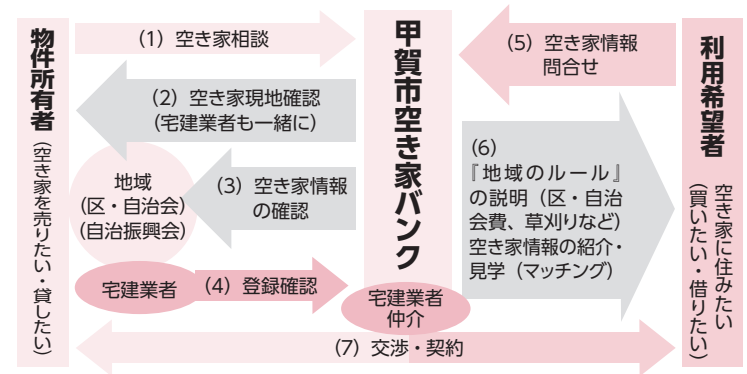 物件所有者
(空き家を売りたい・貸したい)
(1)空き家相談
(2)空き家現地確認
(宅建業者も一緒に)
地域
(区・自治会)
(自治振興会)
(3)空き家情報
の確認
宅建業者
(4)登録確認
甲賀市空き家バンク
宅建業者
仲介
(5)空き家情報
問合せ
(6)
『地域のルール』
の説明(区・自治
会費、草刈りなど)
空き家情報の紹介・
見学(マッチング)
(7)交渉・契約
利用希望者
空き家に住みたい
(買いたい・借りたい)